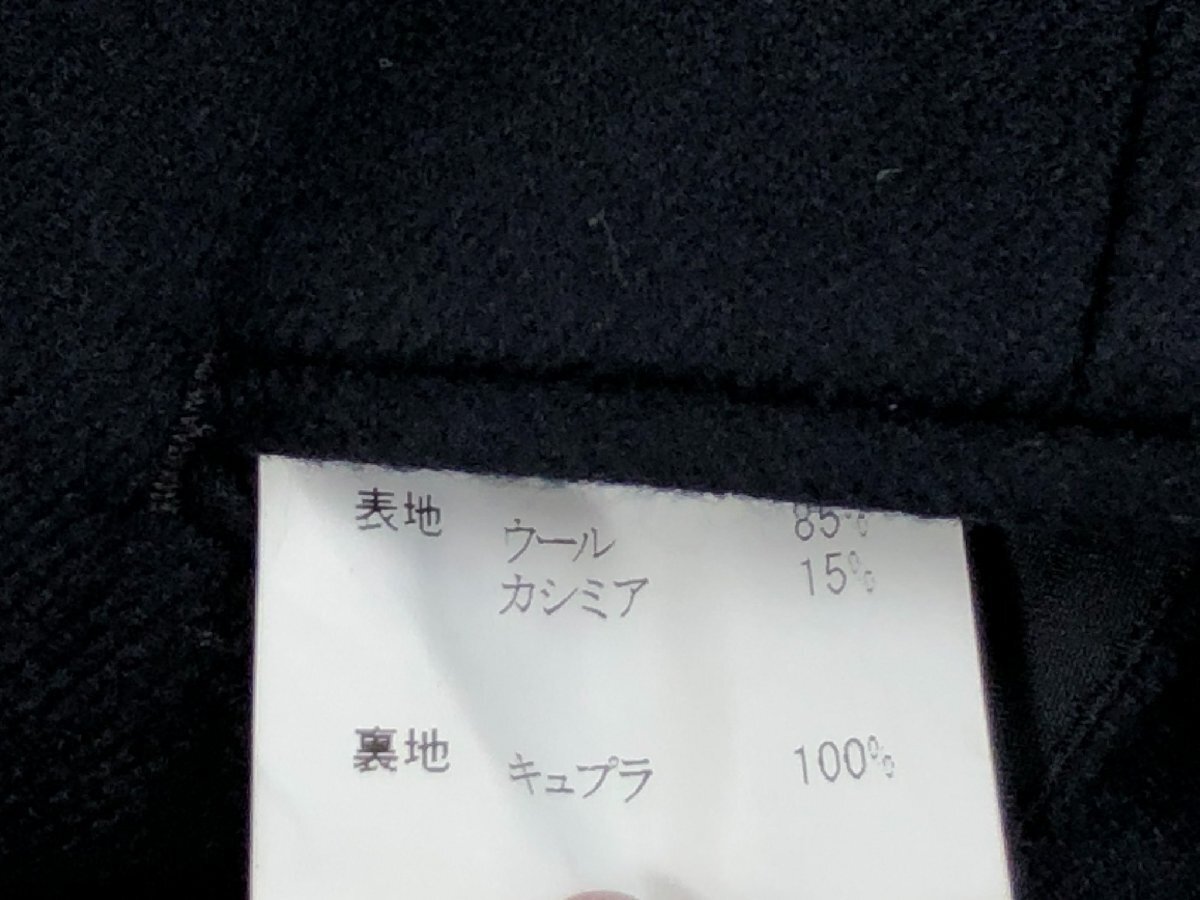 表地 ウール 85%
カシミア 15%
裏地 キュプラ 100%